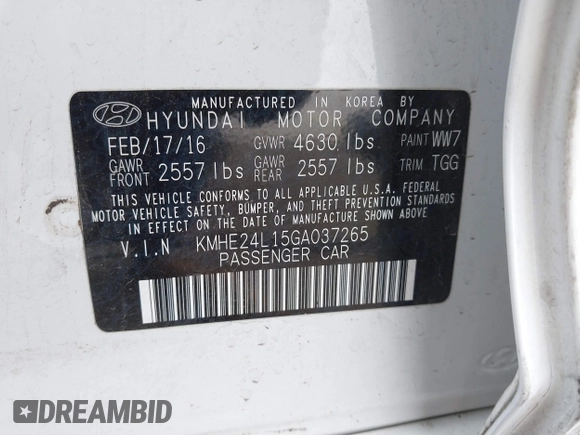 MANUFACTURED IN KOREA BY
HYUNDAI MOTOR COMPANY
FEB/17/16 GVWR 4630 lbs PAINT WW7
GAWR FRONT 2557 lbs GAWR REAR 2557 lbs TRIM TGG
THIS VEHICLE CONFORMS TO ALL APPLICABLE U.S.A. FEDERAL
MOTOR VEHICLE SAFETY, BUMPER, AND THEFT PREVENTION STANDARDS
IN EFFECT ON THE DATE OF MANUFACTURE SHOWN ABOVE.
V.I.N KMHE24L15GA037265
PASSENGER CAR
DREAMBID